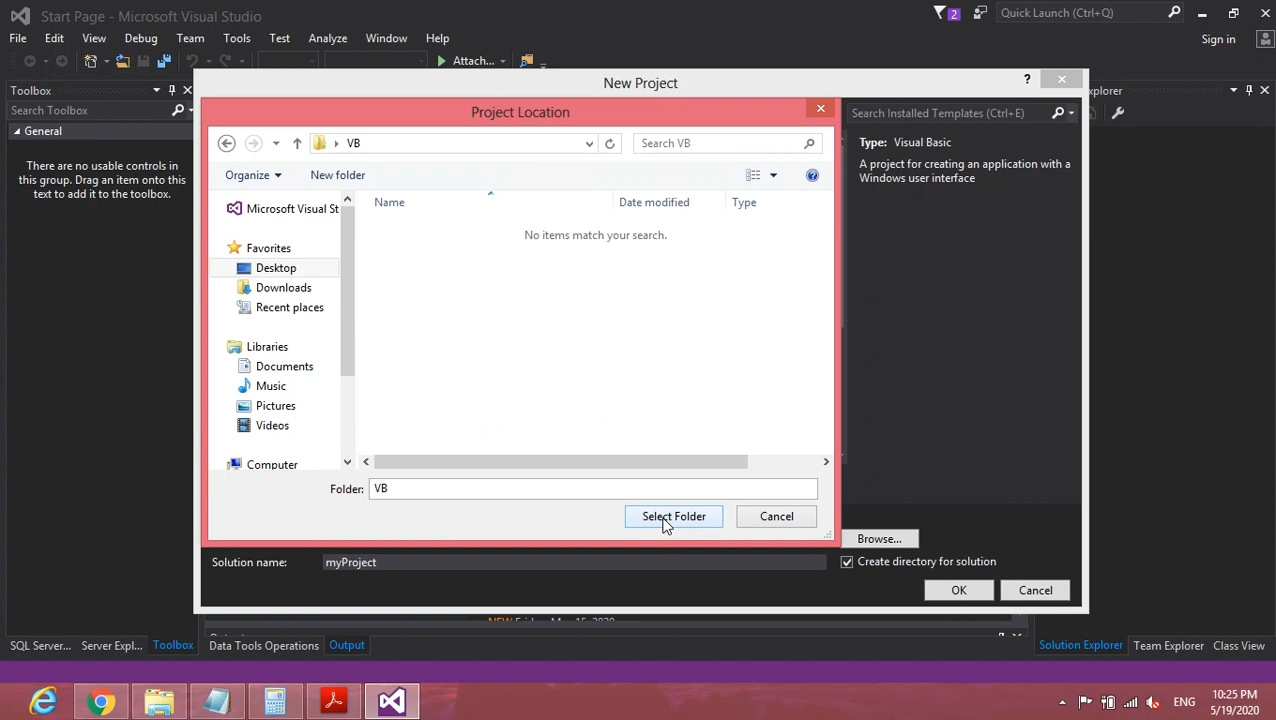 Start Page - Microsoft Visual Studio
2
Quick Launch (Ctrl+Q)
File Edit View Debug Team Tools Test Analyze Window Help
Sign in
Attach...
New Project
?
Toolbox
Explorer
Project Location
Search Toolbox
Search Installed Templates (Ctrl+E)
General
VB
Search VB
Type: Visual Basic
There are no usable controls in
this group. Drag an item onto this
text to add it to the toolbox.
A project for creating an application with a
Windows user interface
Organize
New folder
Name
Date modified
Type
Microsoft Visual St
No items match your search.
Favorites
Desktop
Downloads
Recent places
Libraries
Documents
Music
Pictures
Videos
Computer
Folder: VB
Select Folder
Cancel
Browse...
Solution name: myProject
Create directory for solution
OK
Cancel
SQL Server... Server Expl... Toolbox
Data Tools Operations Output
Solution Explorer Team Explorer Class View
ENG
10:25 PM
5/19/2020